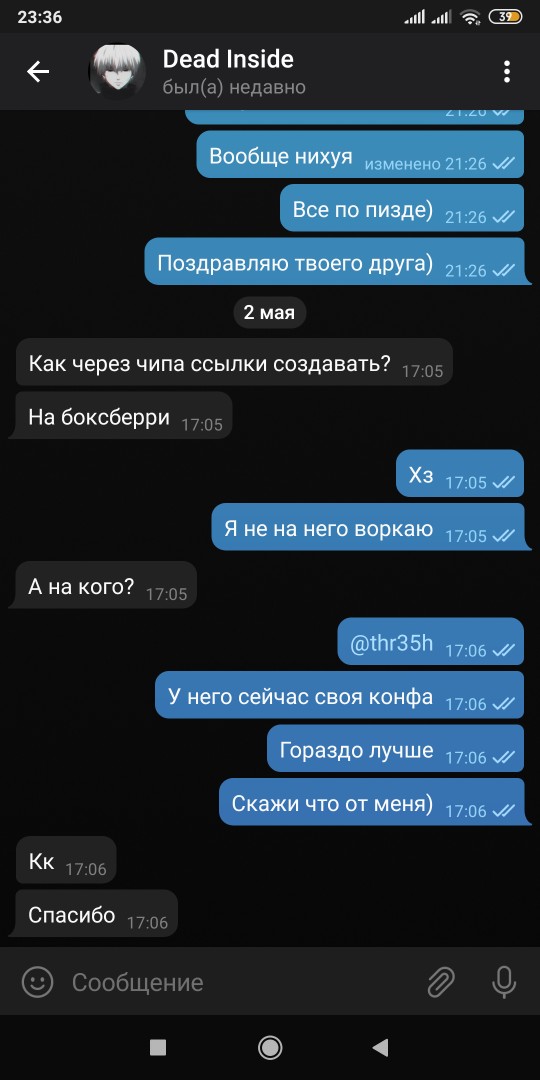 23:36
39
Dead Inside
был(а) недавно
21:26
Вообще нихуя изменено 21:26
Все по пизде) 21:26
Поздравляю твоего друга) 21:26
2 мая
Как через чипа ссылки создавать? 17:05
На боксберри 17:05
Хз 17:05
Я не на него воркаю 17:05
А на кого? 17:05
@thr35h 17:06
У него сейчас своя конфа 17:06
Гораздо лучше 17:06
Скажи что от меня) 17:06
Кк 17:06
Спасибо 17:06
Сообщение